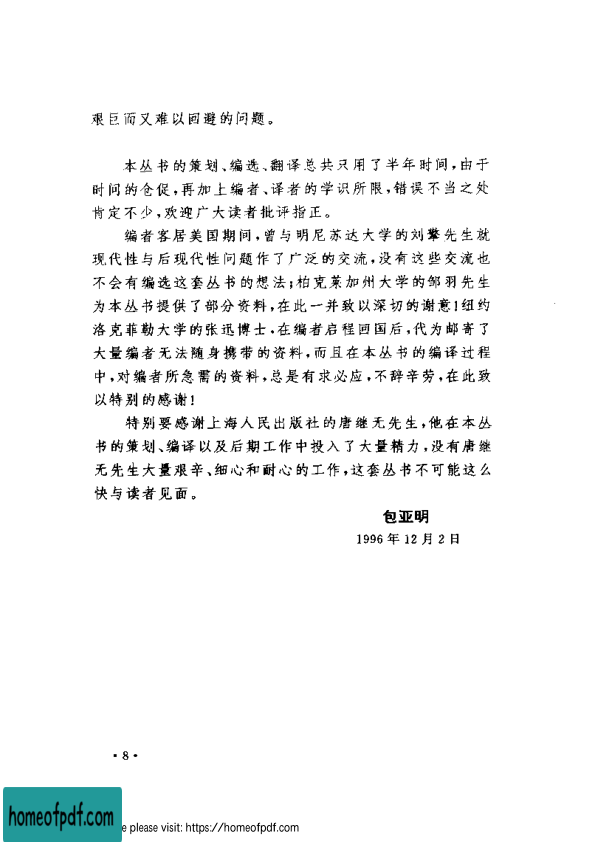 艰巨而又难以回避的问题。
本丛书的策划、编选、翻译总共只用了半年时间,由于
时间的仓促,再加上编者、译者的学识所限,错误不当之处
肯定不少,欢迎广大读者批评指正。
编者客居美国期间,曾与明尼苏达大学的刘擎先生就
现代性与后现代性问题作了广泛的交流,没有这些交流也
不会有编选这套丛书的想法;柏克莱加州大学的邹羽先生
为本丛书提供了部分资料,在此一并致以深切的谢意!纽约
洛克菲勒大学的张迅博士,在编者启程回国后,代为邮寄了
大量编者无法随身携带的资料,而且在本丛书的编译过程
中,对编者所急需的资料,总是有求必应,不辞辛劳,在此致
以特别的感谢!
特别要感谢上海人民出版社的唐继无先生,他在本丛
书的策划、编译以及后期工作中投入了大量精力,没有唐继
无先生大量艰辛、细心和耐心的工作,这套丛书不可能这么
快与读者见面。
包亚明
1996年12月2日
·8·
homeofpdf.com
e please visit: https://homeofpdf.com